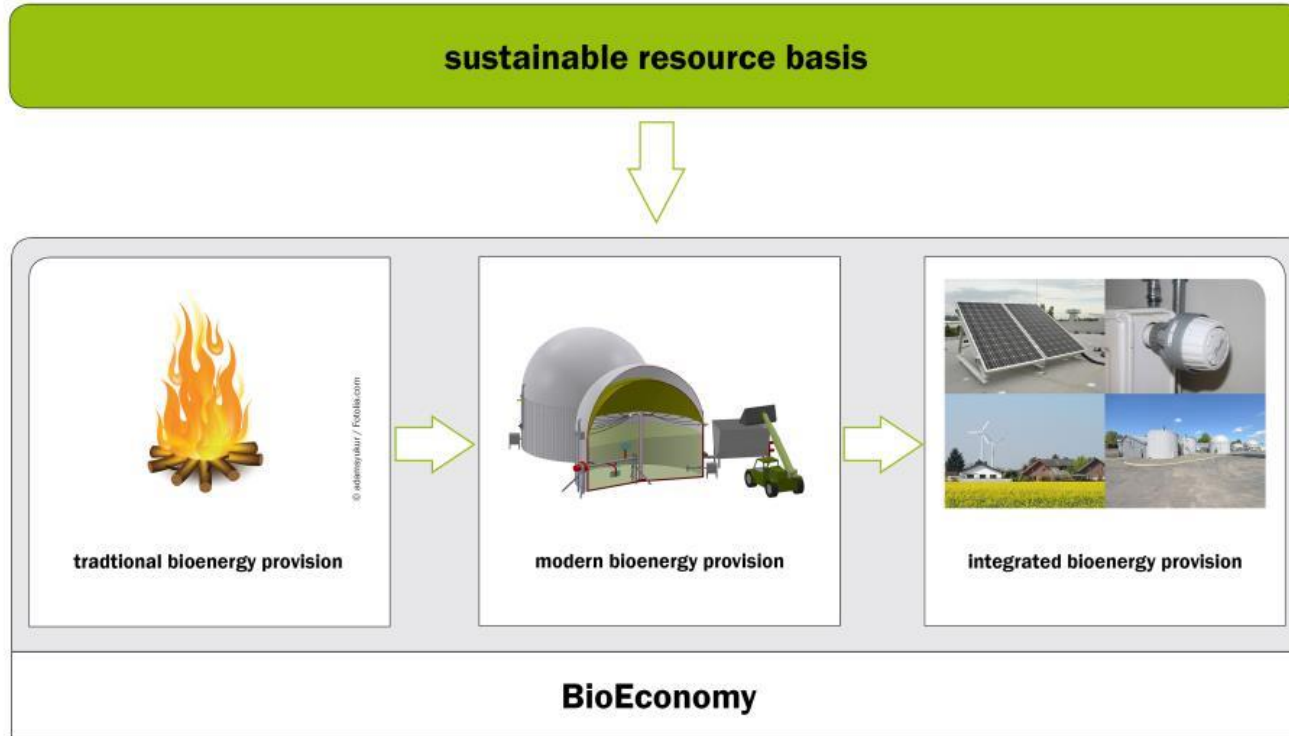 sustainable resource basis
© adamsyukur / Fotolia.com
tradtional bioenergy provision
modern bioenergy provision
integrated bioenergy provision
BioEconomy